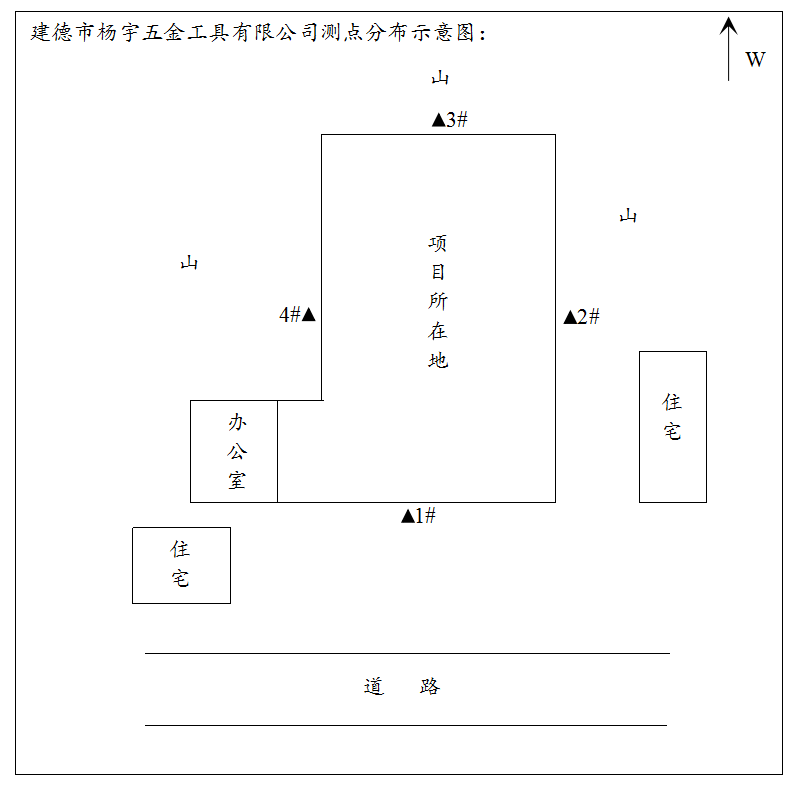 建德市杨宇五金工具有限公司测点分布示意图：
W
山
▲3#
山
山
项目所在地
4#▲
▲2#
住宅
办公室
▲1#
住宅
道 路